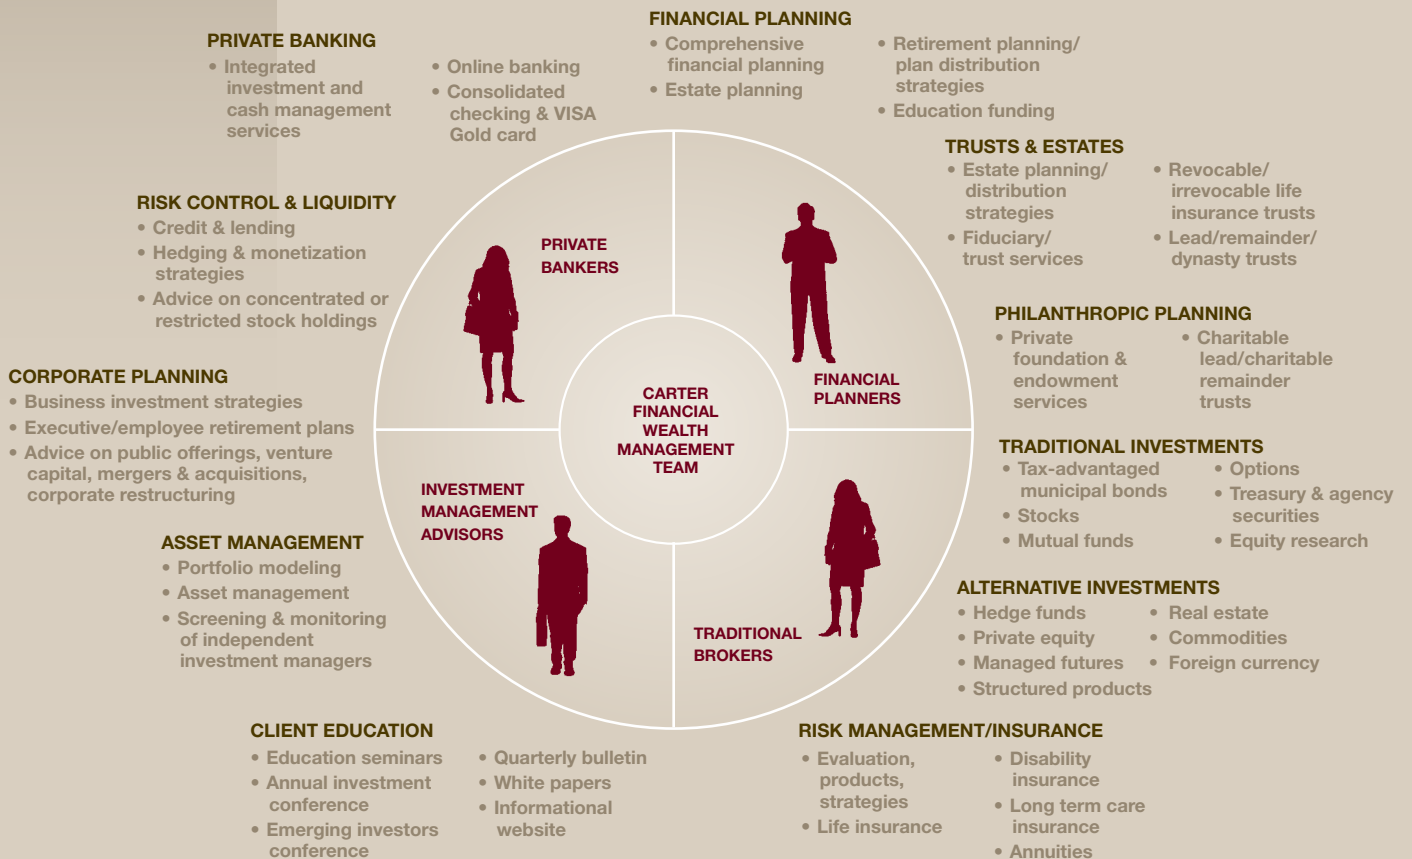 PRIVATE BANKING
• Integrated
investment and
cash management
services
• Online banking
• Consolidated
checking & VISA
Gold card
FINANCIAL PLANNING
• Comprehensive
financial planning
• Estate planning
• Retirement planning/
plan distribution
strategies
• Education funding
TRUSTS & ESTATES
• Estate planning/
distribution
strategies
• Fiduciary/
trust services
• Revocable/
irrevocable life
insurance trusts
• Lead/remainder/
dynasty trusts
RISK CONTROL & LIQUIDITY
• Credit & lending
• Hedging & monetization
strategies
• Advice on concentrated or
restricted stock holdings
PRIVATE
BANKERS
FINANCIAL
PLANNERS
CARTER
FINANCIAL
WEALTH
MANAGEMENT
TEAM
INVESTMENT
MANAGEMENT
ADVISORS
TRADITIONAL
BROKERS
PHILANTHROPIC PLANNING
• Private
foundation &
endowment
services
• Charitable
lead/charitable
remainder
trusts
CORPORATE PLANNING
• Business investment strategies
• Executive/employee retirement plans
• Advice on public offerings, venture
capital, mergers & acquisitions,
corporate restructuring
TRADITIONAL INVESTMENTS
• Tax-advantaged
municipal bonds
• Stocks
• Mutual funds
• Options
• Treasury & agency
securities
• Equity research
ASSET MANAGEMENT
• Portfolio modeling
• Asset management
• Screening & monitoring
of independent
investment managers
ALTERNATIVE INVESTMENTS
• Hedge funds
• Private equity
• Managed futures
• Structured products
• Real estate
• Commodities
• Foreign currency
CLIENT EDUCATION
• Education seminars
• Annual investment
conference
• Emerging investors
conference
• Quarterly bulletin
• White papers
• Informational
website
RISK MANAGEMENT/INSURANCE
• Evaluation,
products,
strategies
• Life insurance
• Disability
insurance
• Long term care
insurance
• Annuities